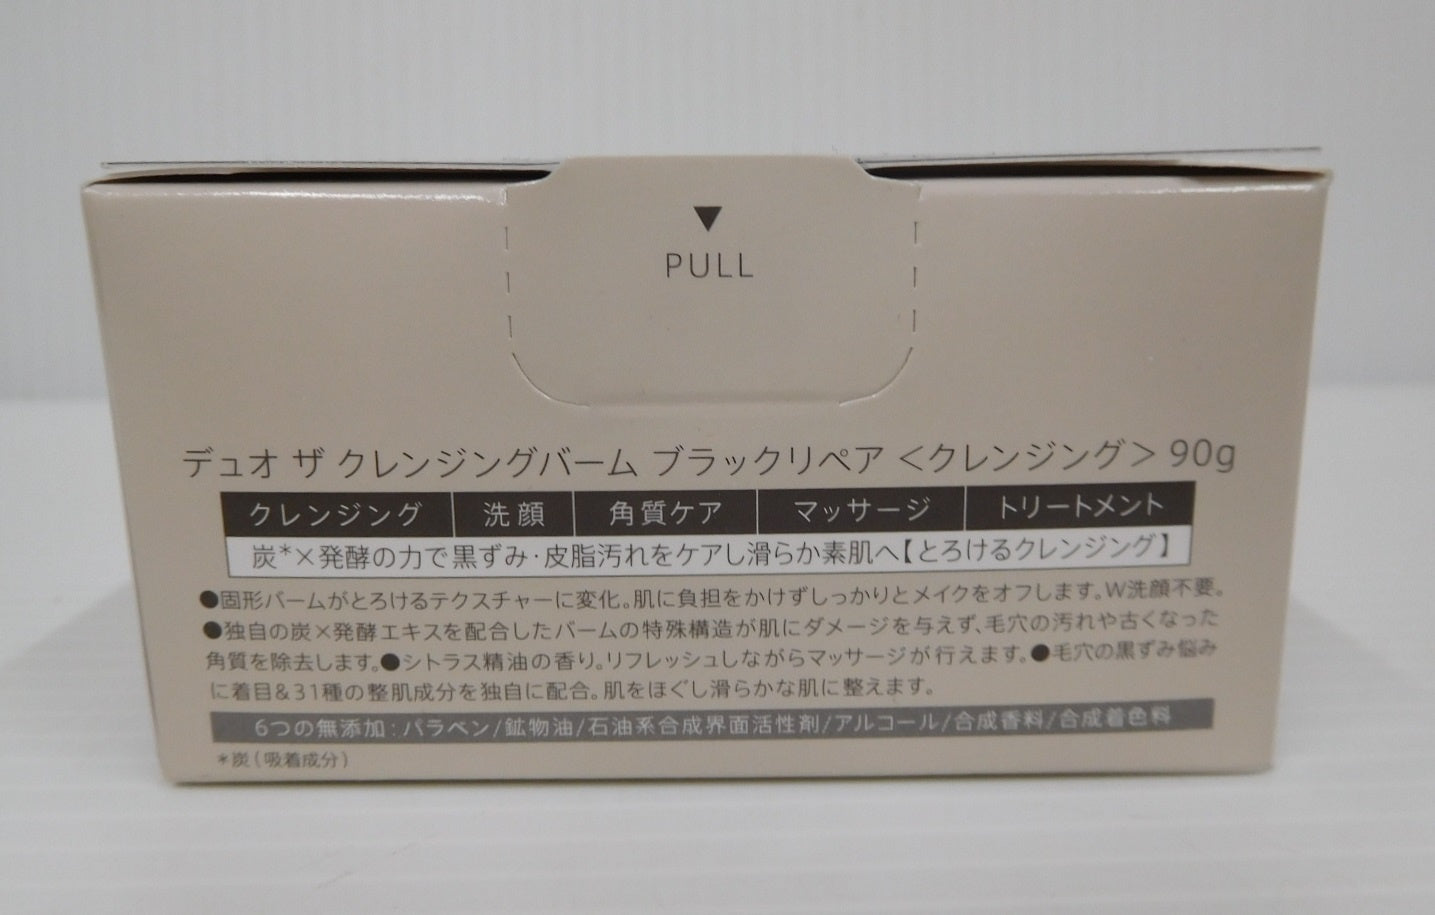 ▼
PULL
デュオ ザ クレンジングバーム ブラックリペア <クレンジング> 90g
クレンジング 洗顔 角質ケア マッサージ トリートメント
炭*×発酵の力で黒ずみ・皮脂汚れをケアし滑らか素肌へ【とろけるクレンジング】
●固形バームがとろけるテクスチャーに変化。肌に負担をかけずしっかりとメイクをオフします。W洗顔不要。
●独自の炭×発酵エキスを配合したバームの特殊構造が肌にダメージを与えず、毛穴の汚れや古くなった
角質を除去します。●シトラス精油の香り。リフレッシュしながらマッサージが行えます。●毛穴の黒ずみ悩み
に着目&31種の整肌成分を独自に配合。肌をほぐし滑らかな肌に整えます。
6つの無添加:パラベン/鉱物油/石油系合成界面活性剤/アルコール/合成香料/合成着色料
*炭(吸着成分)